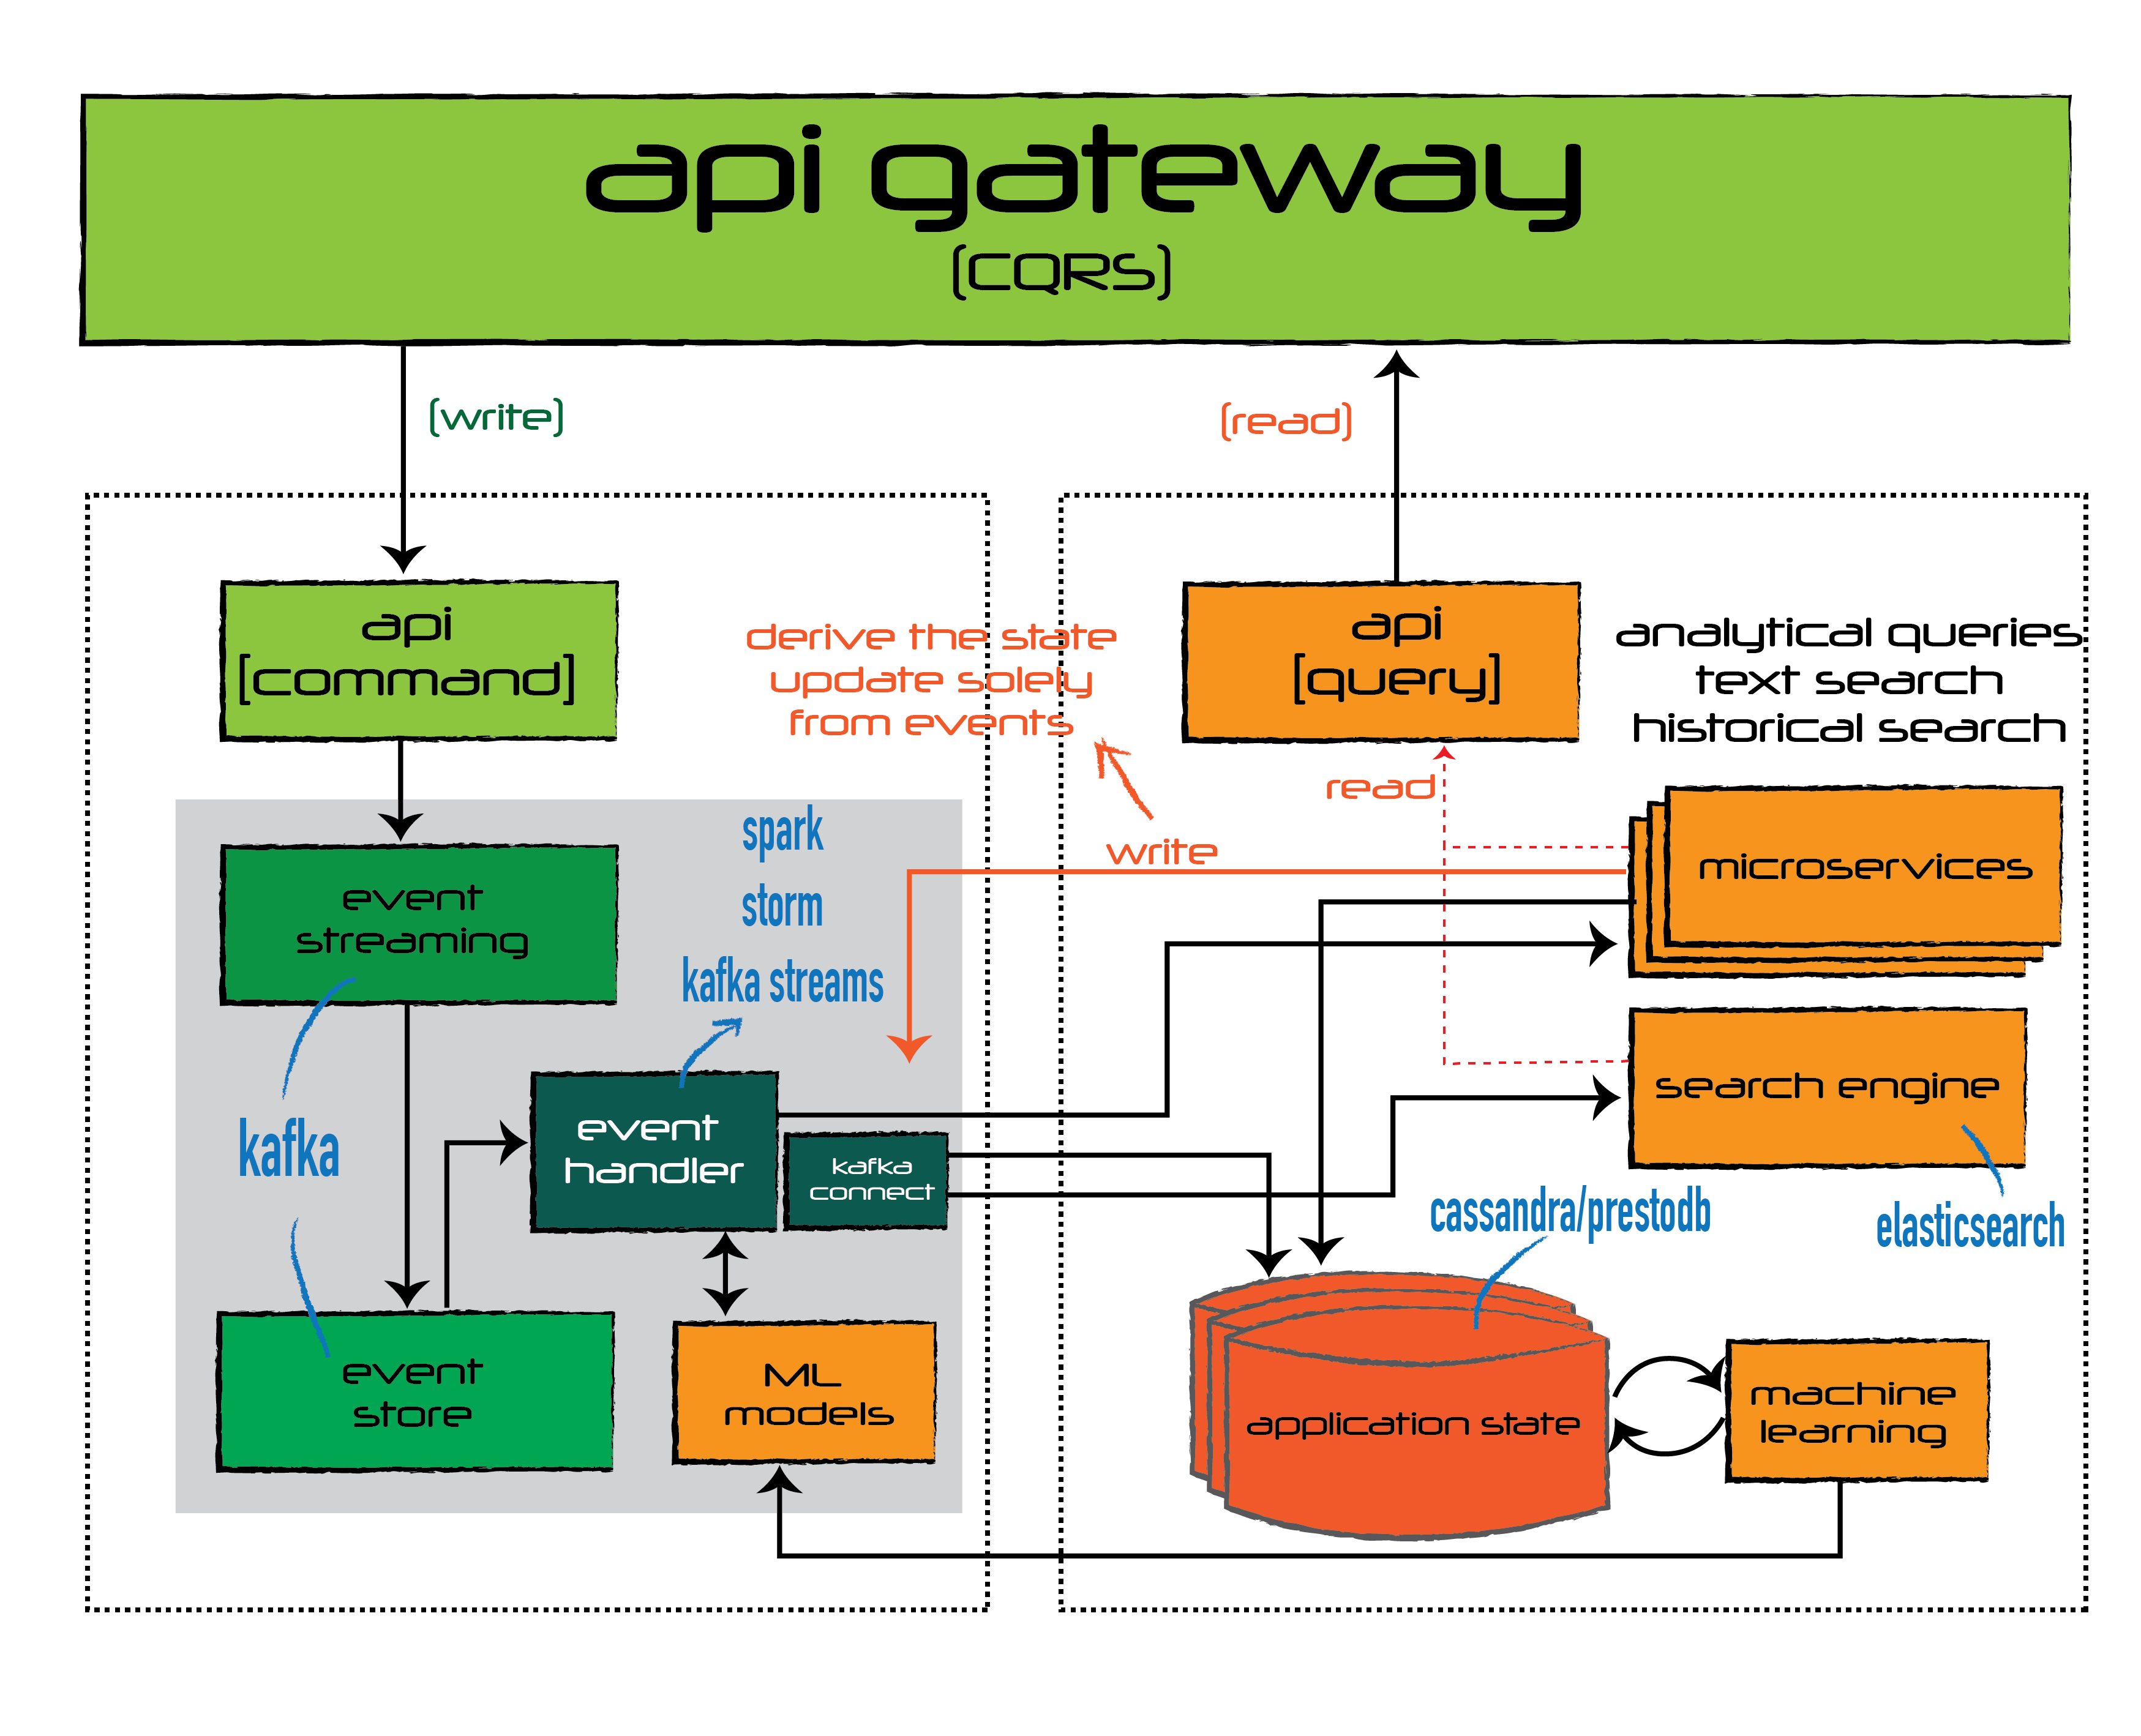 api gateway
(CQRS)
(write)
(read)
api
[command]
derive the state
update solely
from events
api
[query]
analytical queries
text search
historical search
read
write
spark
storm
kafka streams
event
streaming
microservices
kafka
event
handler
kafka
connect
search engine
cassandra/prestodb
elasticsearch
event
store
ML
models
application state
machine
learning